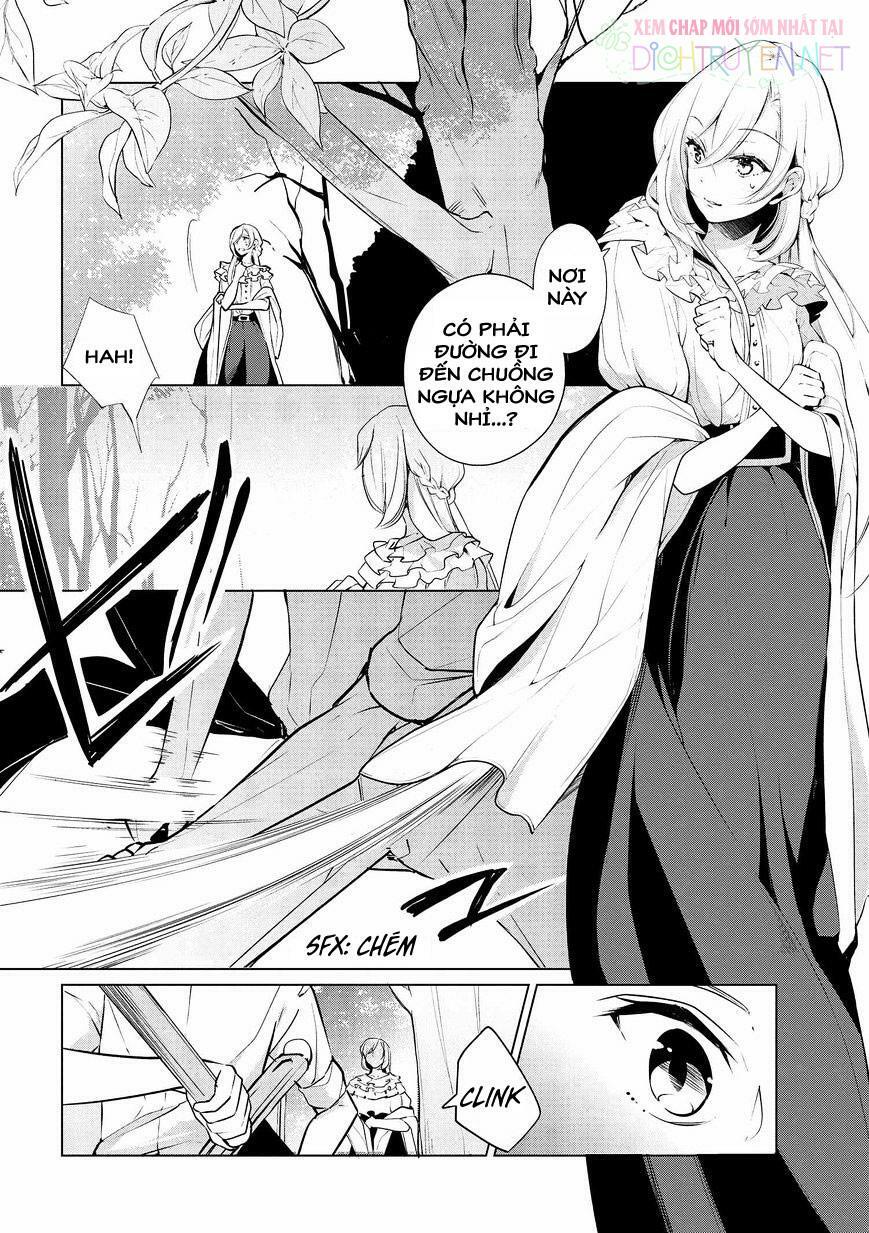 XEM CHAP MỚI SỚM NHẤT TẠI
DICHTRUYEN.NET
NƠI
NÀY
CÓ PHẢI
ĐƯỜNG ĐI
ĐẾN CHUỒNG
NGỰA KHÔNG
NHỈ...?
HAH!
SFX: CHÉM
CLINK